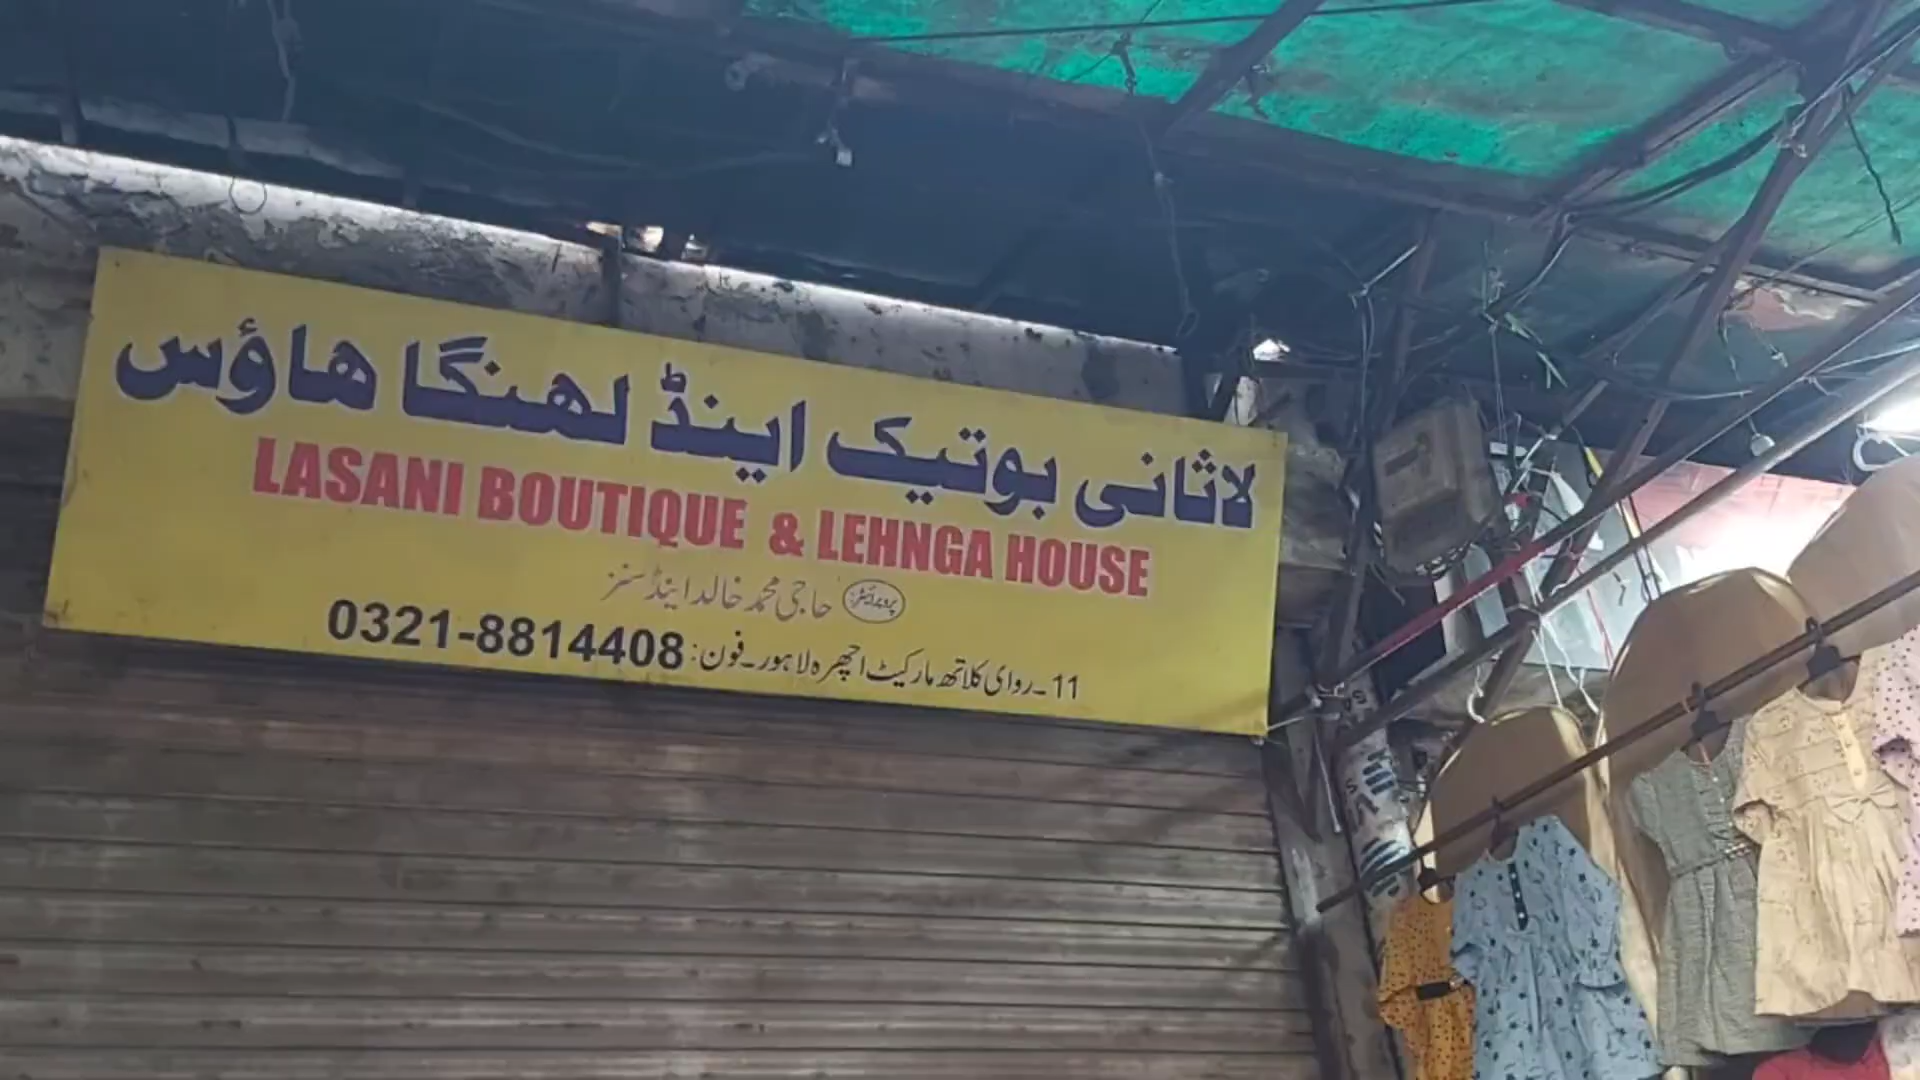 لاثانی بوتیک اینڈ لهنگا هاؤس
LASANI BOUTIQUE & LEHNGA HOUSE
پروپرائیٹر: حاجی محمد خالد اینڈ سنز
11۔روای کلاتھ مارکیٹ اچھرہ لاہور۔فون: 0321-8814408